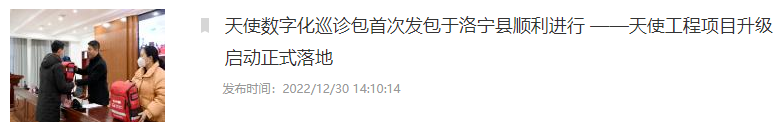 天使数字化巡诊包首次发包于洛宁县顺利进行 ——天使工程项目升级
启动正式落地
发布时间：2022/12/30 14:10:14